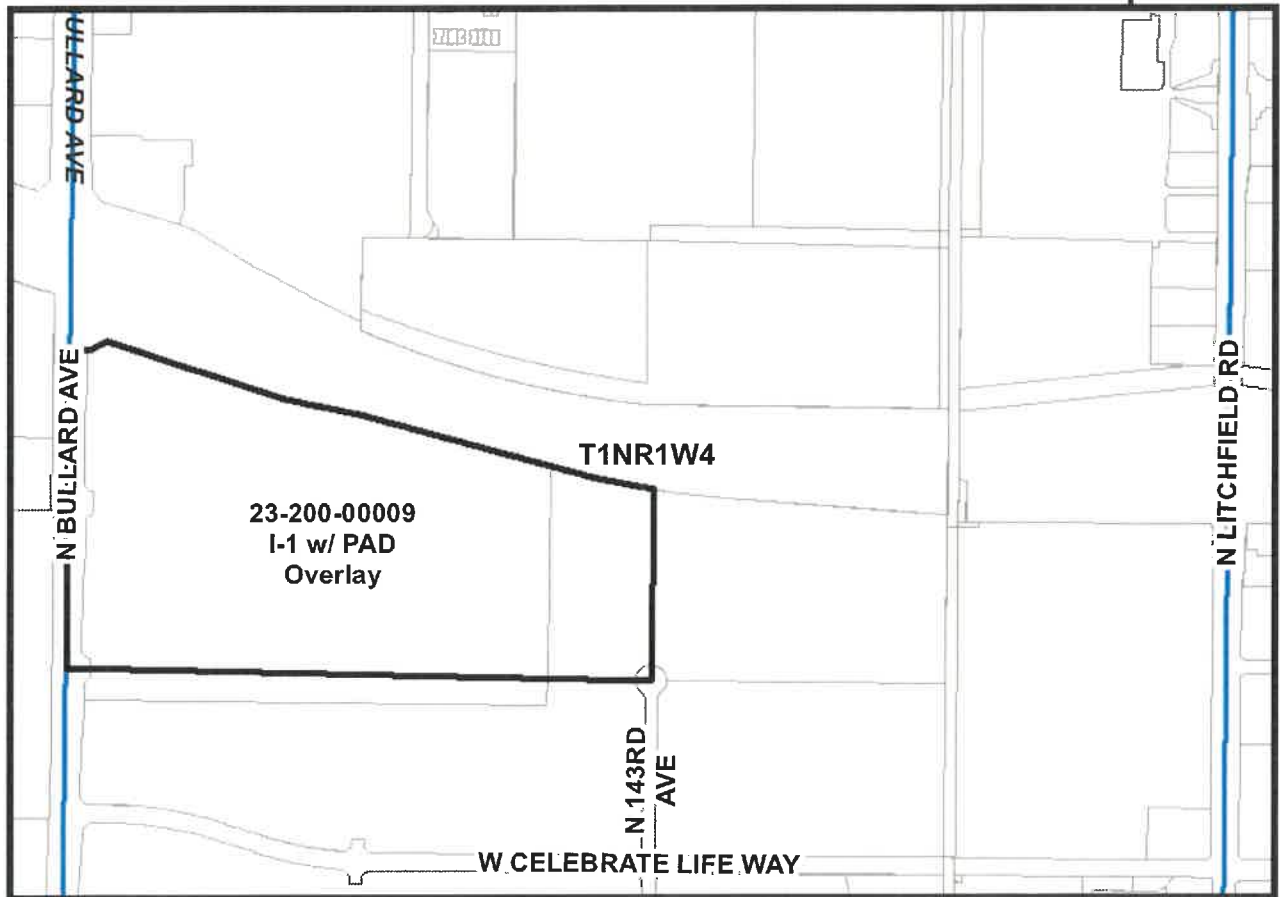 ULLARD AVE
N BULLARD AVE
T1NR1W4
23-200-00009
I-1 w/ PAD
Overlay
N LITCHFIELD RD
N 143RD
AVE
W CELEBRATE LIFE WAY